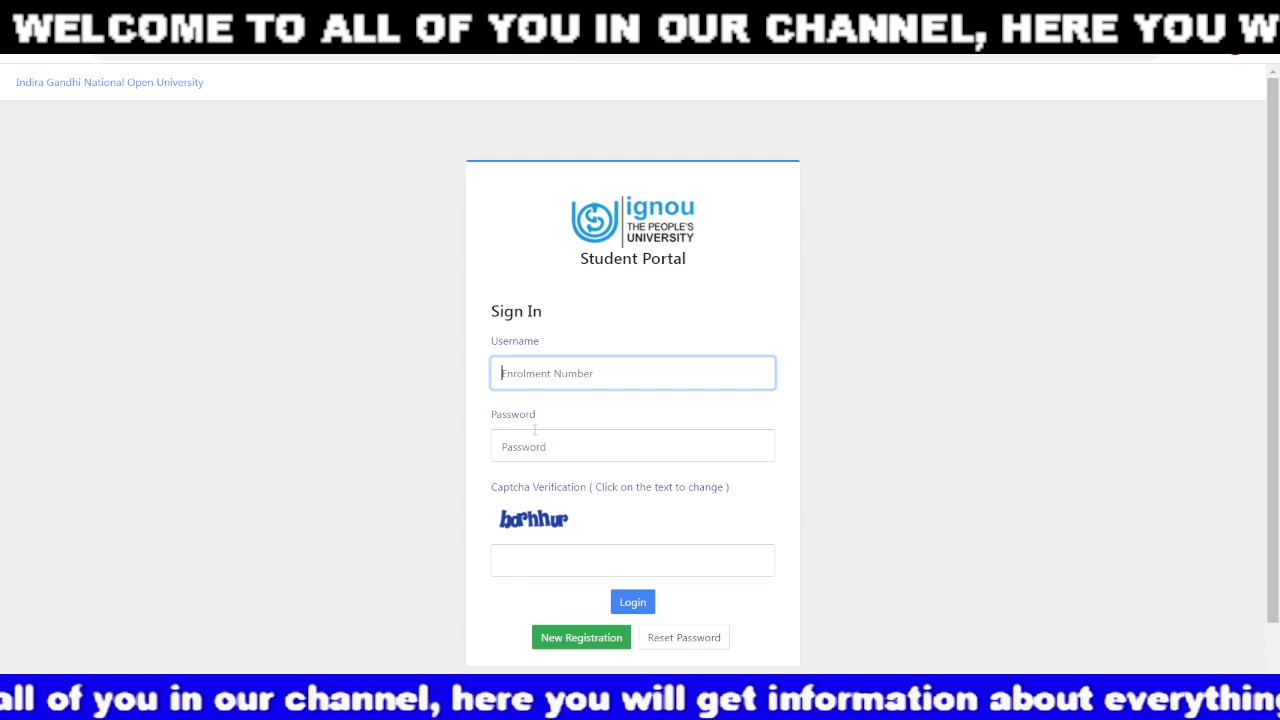 WELCOME TO ALL OF YOU IN OUR CHANNEL, HERE YOU W
Indira Gandhi National Open University
ignou
THE PEOPLE'S
UNIVERSITY
Student Portal
Sign In
Username
Enrolment Number
Password
Password
Captcha Verification ( Click on the text to change )
Login
New Registration
Reset Password
all of you in our channel, here you will get information about everything